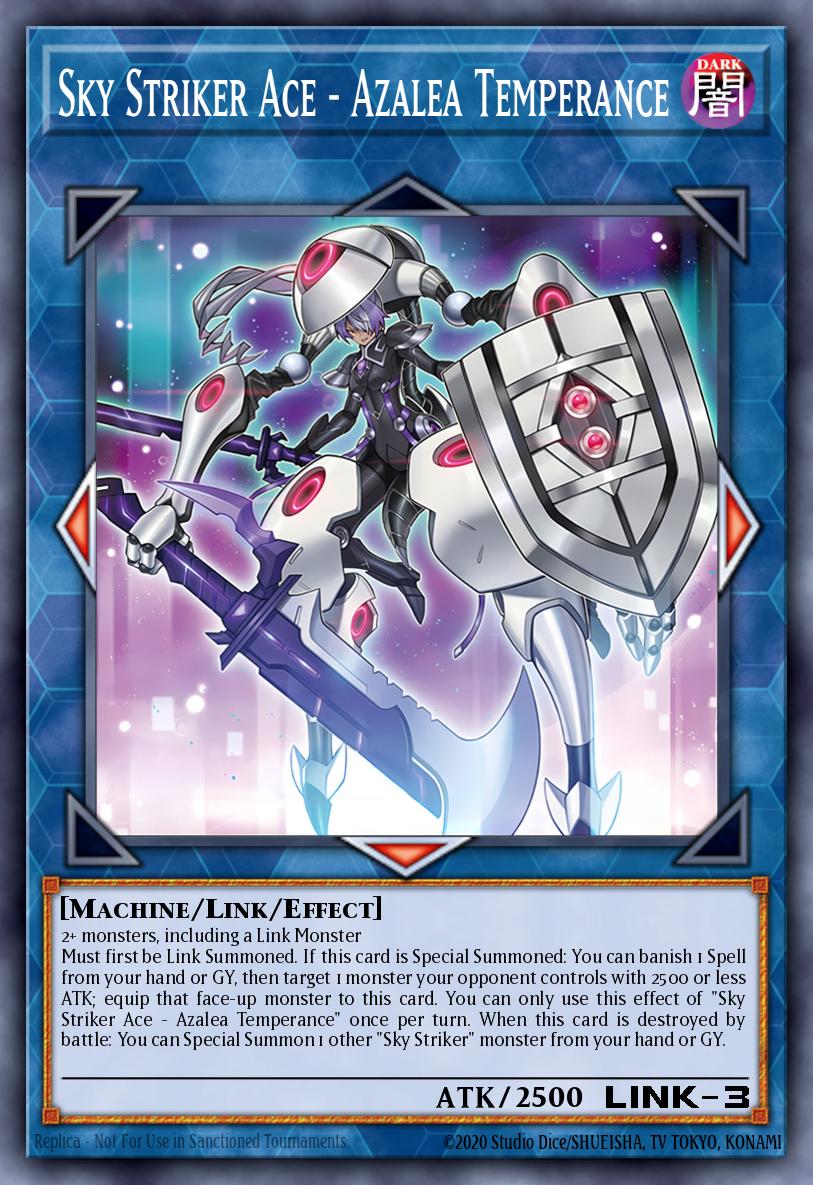 Sky Striker Ace - Azalea Temperance
DARK
闇
[Machine/Link/Effect]
2+ monsters, including a Link Monster
Must first be Link Summoned. If this card is Special Summoned: You can banish 1 Spell
from your hand or GY, then target 1 monster your opponent controls with 2500 or less
ATK; equip that face-up monster to this card. You can only use this effect of "Sky
Striker Ace - Azalea Temperance" once per turn. When this card is destroyed by
battle: You can Special Summon 1 other "Sky Striker" monster from your hand or GY.
ATK/2500 LINK-3
Replica - Not For Use in Sanctioned Tournaments. ©2020 Studio Dice/SHUEISHA, TV TOKYO, KONAMI